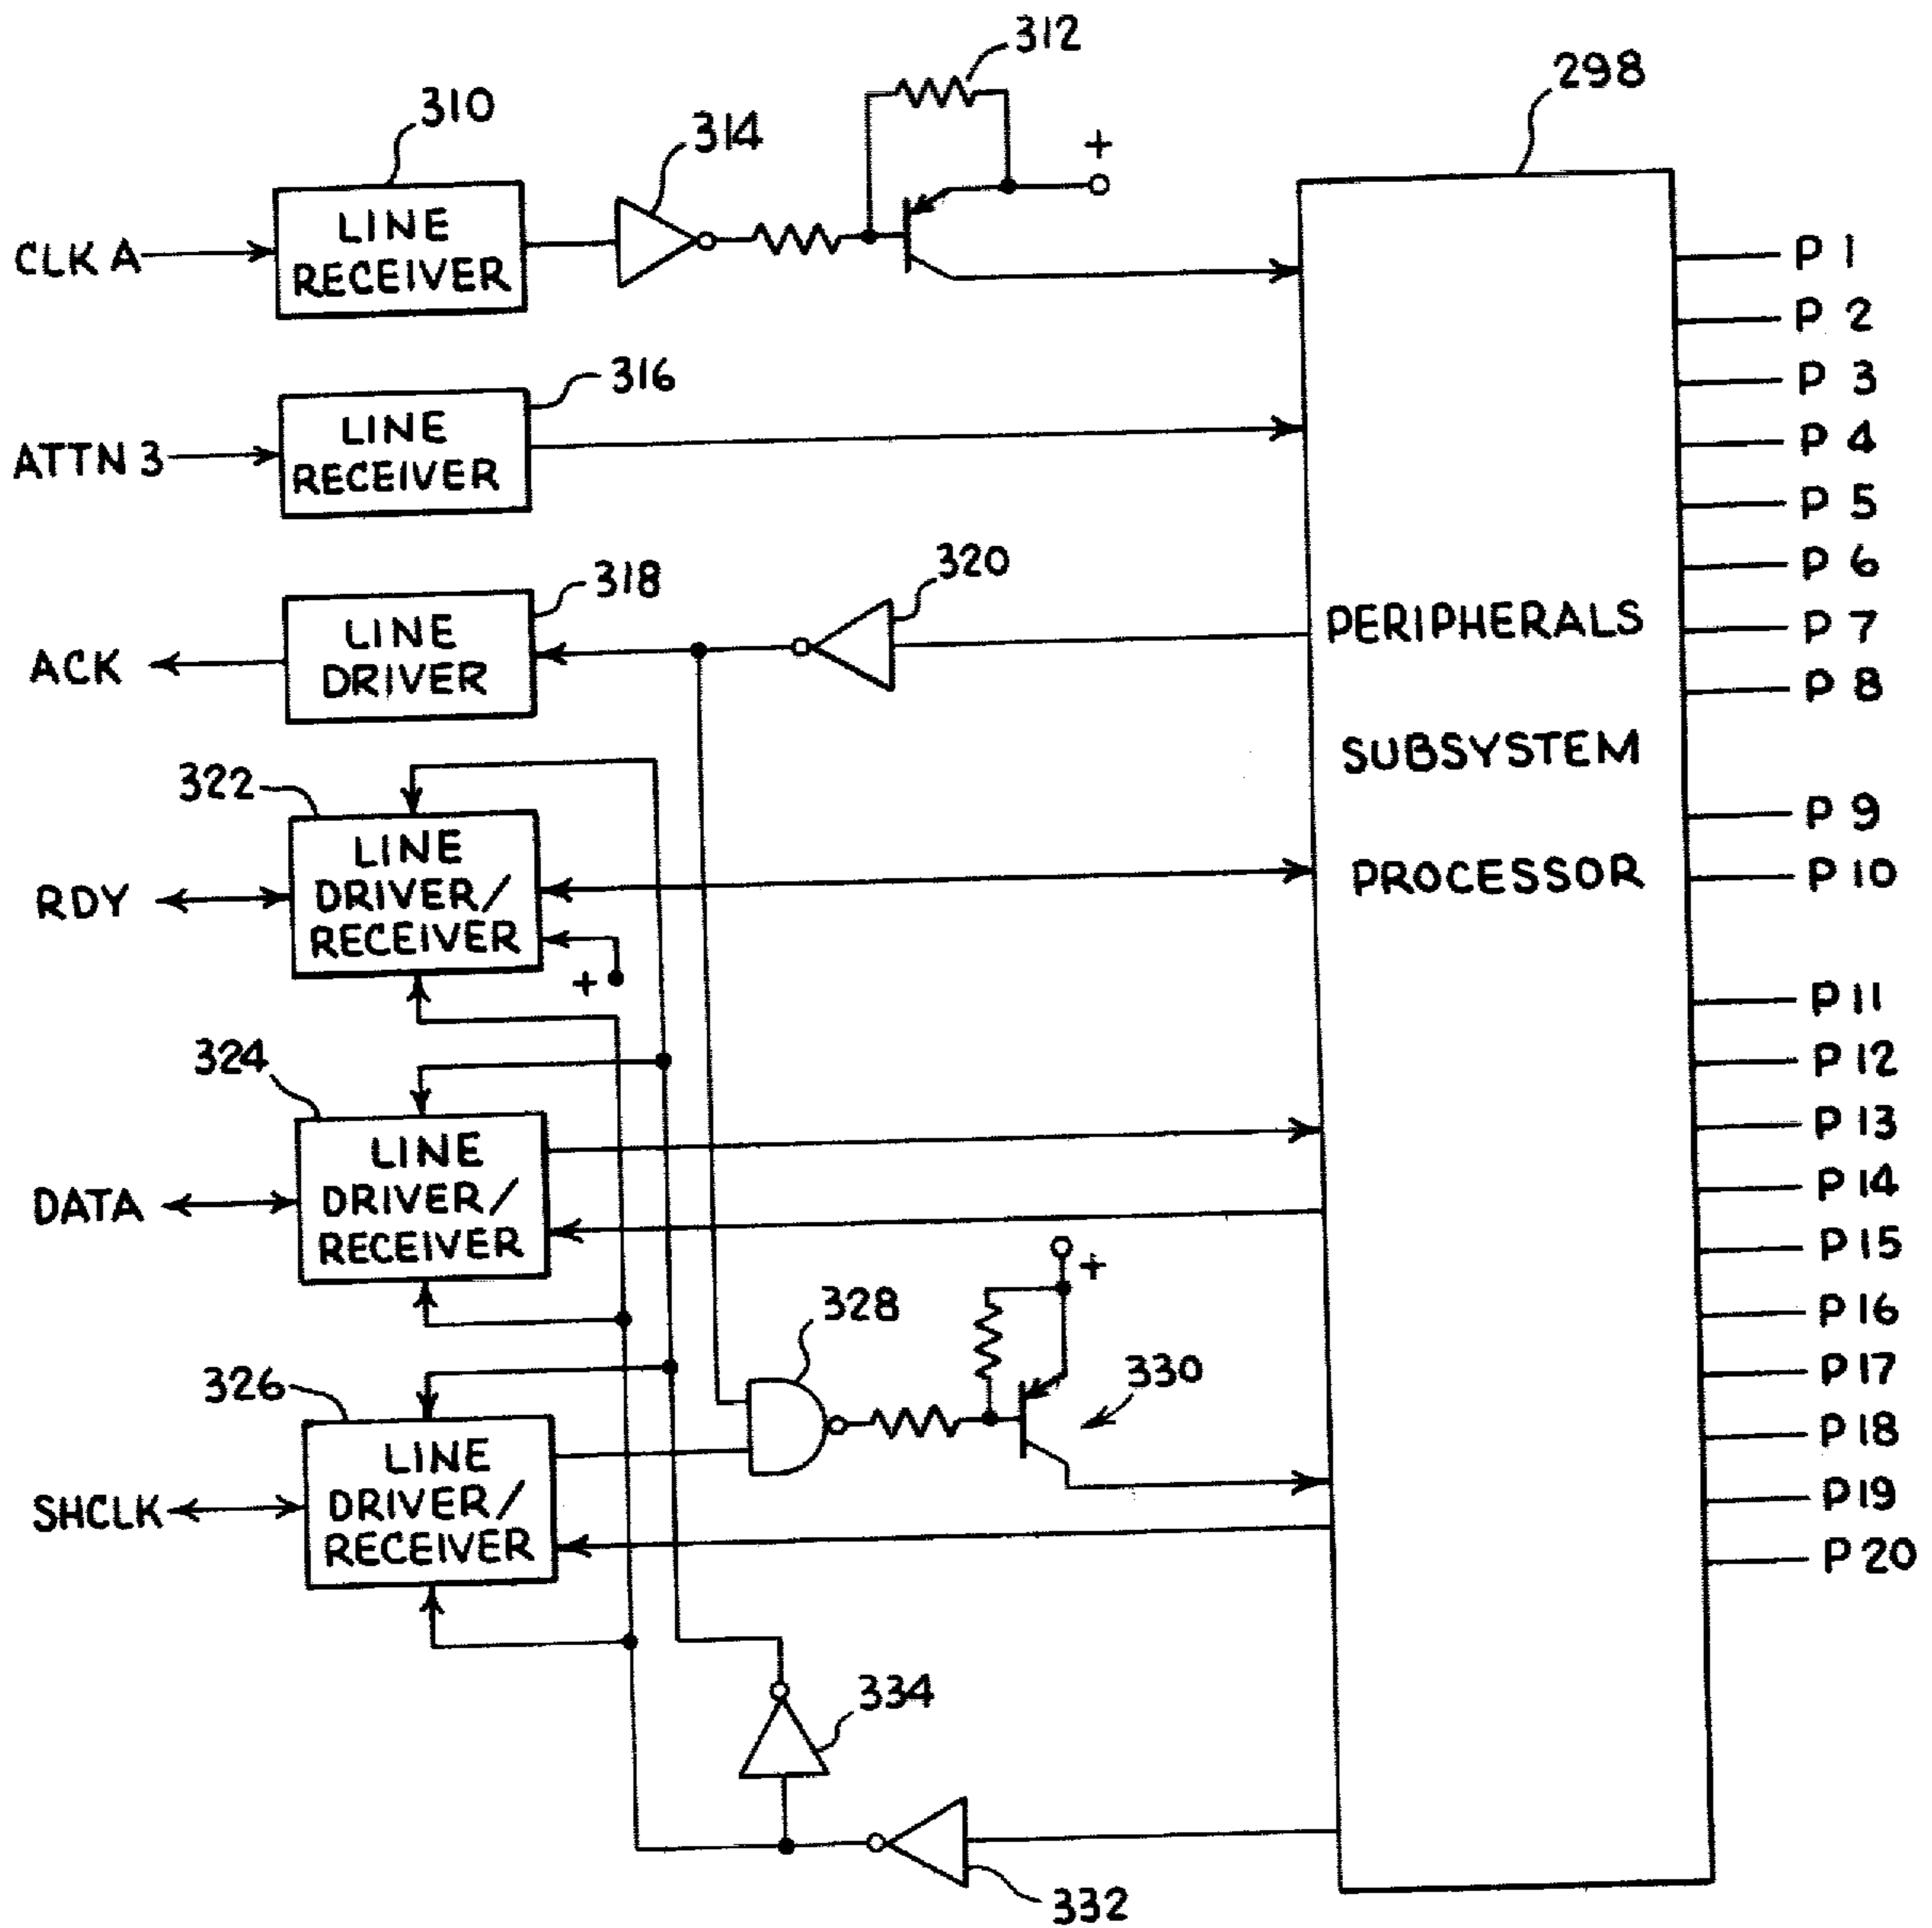 312
298
310
314
+
LINE
RECEIVER
CLK A
P 1
P 2
P 3
316
LINE
RECEIVER
ATTN 3
P 4
P 5
320
318
LINE
DRIVER
ACK
P 6
P 7
P 8
PERIPHERALS
SUBSYSTEM
PROCESSOR
322
LINE
DRIVER/
RECEIVER
RDY
+
P 9
P 10
P 11
324
LINE
DRIVER/
RECEIVER
DATA
P 12
P 13
P 14
P 15
+
328
330
P 16
P 17
326
LINE
DRIVER/
RECEIVER
SHCLK
P 18
P 19
P 20
334
332